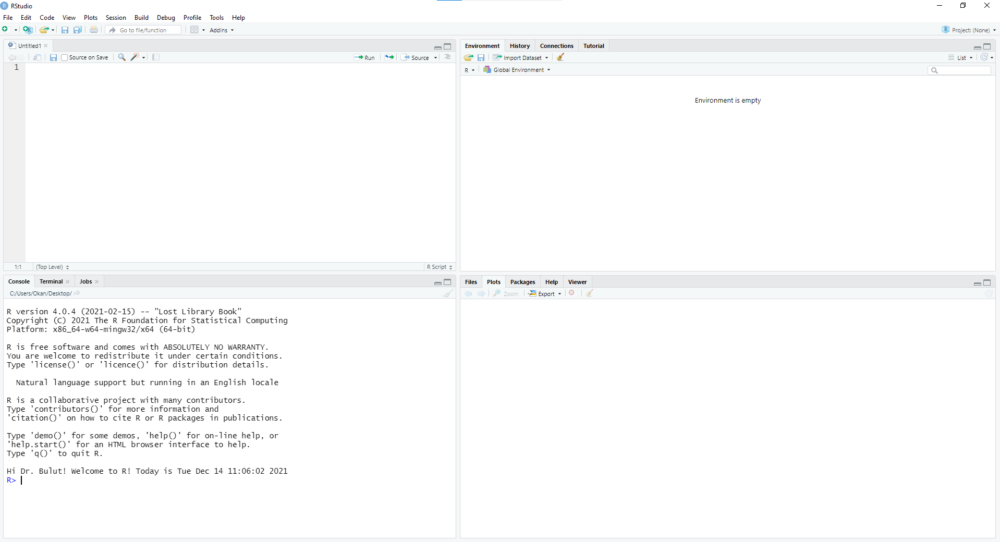 RStudio
File Edit Code View Plots Session Build Debug Profile Tools Help
Go to file/function Addins Project: (None)
Untitled1
Source on Save Run Source
1
1:1 (Top Level) R Script
Environment History Connections Tutorial
Import Dataset List
R Global Environment
Environment is empty
Console Terminal Jobs
C:/Users/Okan/Desktop/
R version 4.0.4 (2021-02-15) -- "Lost Library Book"
Copyright (C) 2021 The R Foundation for Statistical Computing
Platform: x86_64-w64-mingw32/x64 (64-bit)
R is free software and comes with ABSOLUTELY NO WARRANTY.
You are welcome to redistribute it under certain conditions.
Type 'license()' or 'licence()' for distribution details.
Natural language support but running in an English locale
R is a collaborative project with many contributors.
Type 'contributors()' for more information and
'citation()' on how to cite R or R packages in publications.
Type 'demo()' for some demos, 'help()' for on-line help, or
'help.start()' for an HTML browser interface to help.
Type 'q()' to quit R.
Hi Dr. Bulut! Welcome to R! Today is Tue Dec 14 11:06:02 2021
R>
Files Plots Packages Help Viewer
Zoom Export